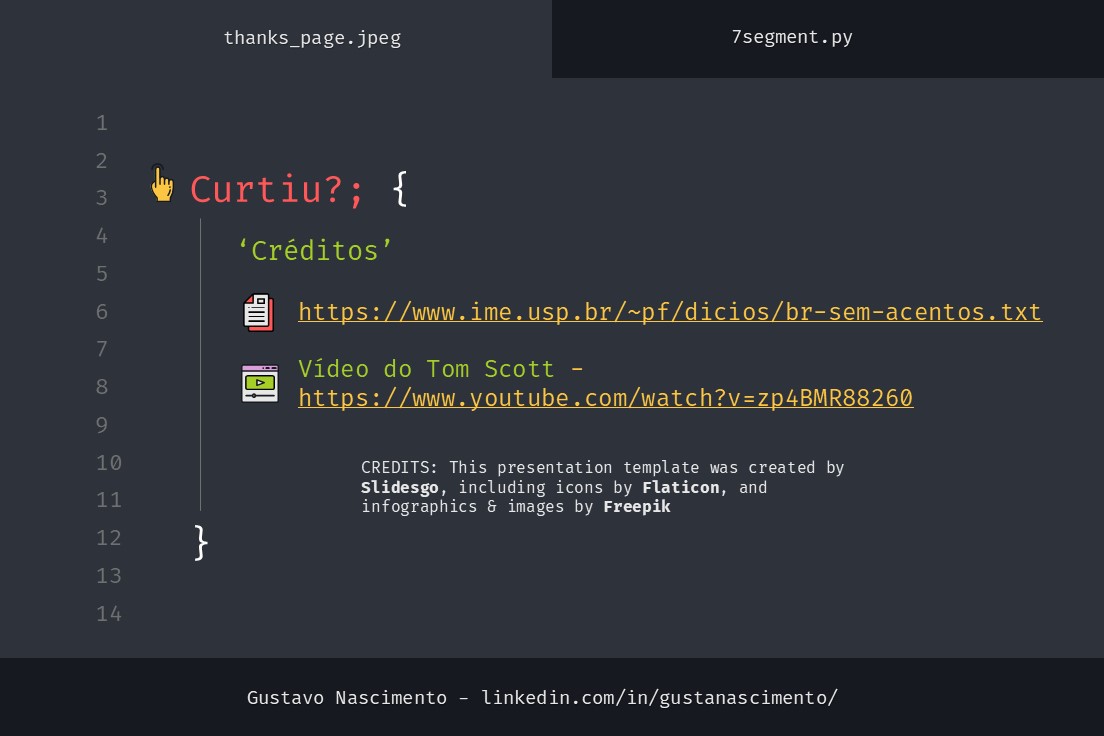 thanks_page.jpeg
7segment.py
1
2
3
4
5
6
7
8
9
10
11
12
13
14
Curtiu?; {
‘Créditos’
https://www.ime.usp.br/~pf/dicios/br-sem-acentos.txt
Vídeo do Tom Scott -
https://www.youtube.com/watch?v=zp4BMR88260
CREDITS: This presentation template was created by
Slidesgo, including icons by Flaticon, and
infographics & images by Freepik
}
Gustavo Nascimento - linkedin.com/in/gustanascimento/